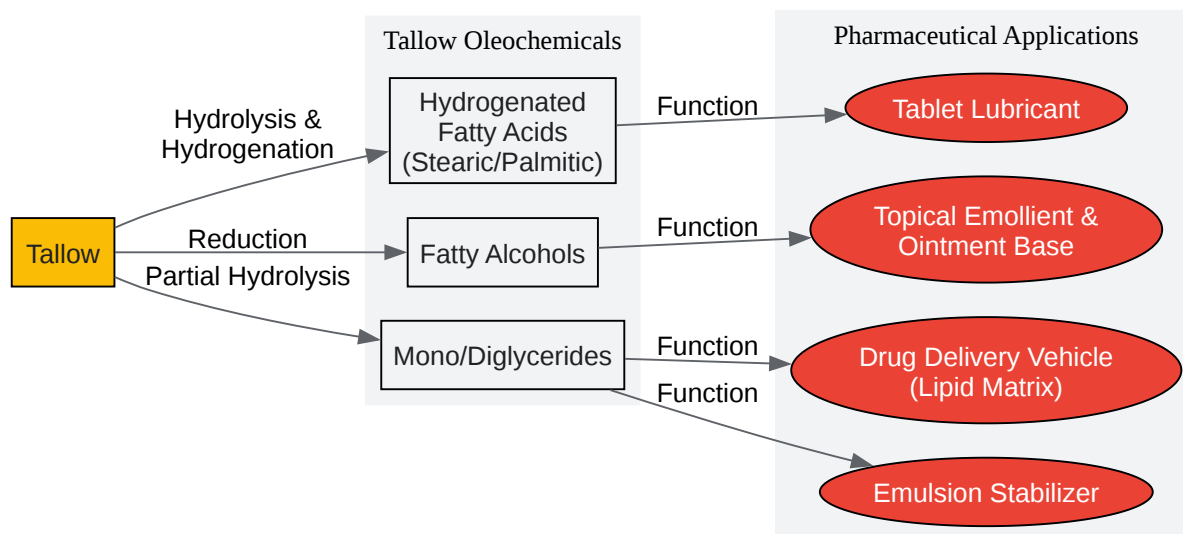 Tallow Oleochemicals
Pharmaceutical Applications
Hydrolysis &
Hydrogenation
Hydrogenated
Fatty Acids
(Stearic/Palmitic)
Function
Tablet Lubricant
Tallow
Reduction
Fatty Alcohols
Function
Topical Emollient &
Ointment Base
Partial Hydrolysis
Mono/Diglycerides
Function
Drug Delivery Vehicle
(Lipid Matrix)
Function
Emulsion Stabilizer